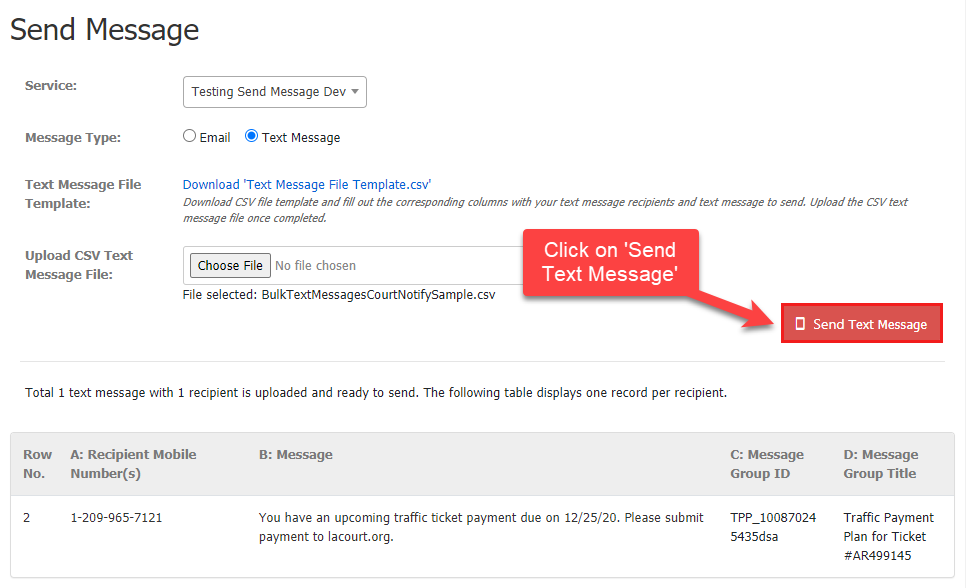 Send Message
Service:
Testing Send Message Dev
Message Type:
Email
Text Message
Text Message File
Template:
Download 'Text Message File Template.csv'
Download CSV file template and fill out the corresponding columns with your text message recipients and text message to send. Upload the CSV text
message file once completed.
Upload CSV Text
Message File:
Choose File No file chosen
File selected: BulkTextMessagesCourtNotifySample.csv
Click on 'Send
Text Message'
Send Text Message
Total 1 text message with 1 recipient is uploaded and ready to send. The following table displays one record per recipient.
Row
No.
A: Recipient Mobile
Number(s)
B: Message
C: Message
Group ID
D: Message
Group Title
2
1-209-965-7121
You have an upcoming traffic ticket payment due on 12/25/20. Please submit
payment to lacourt.org.
TPP_10087024
5435dsa
Traffic Payment
Plan for Ticket
#AR499145